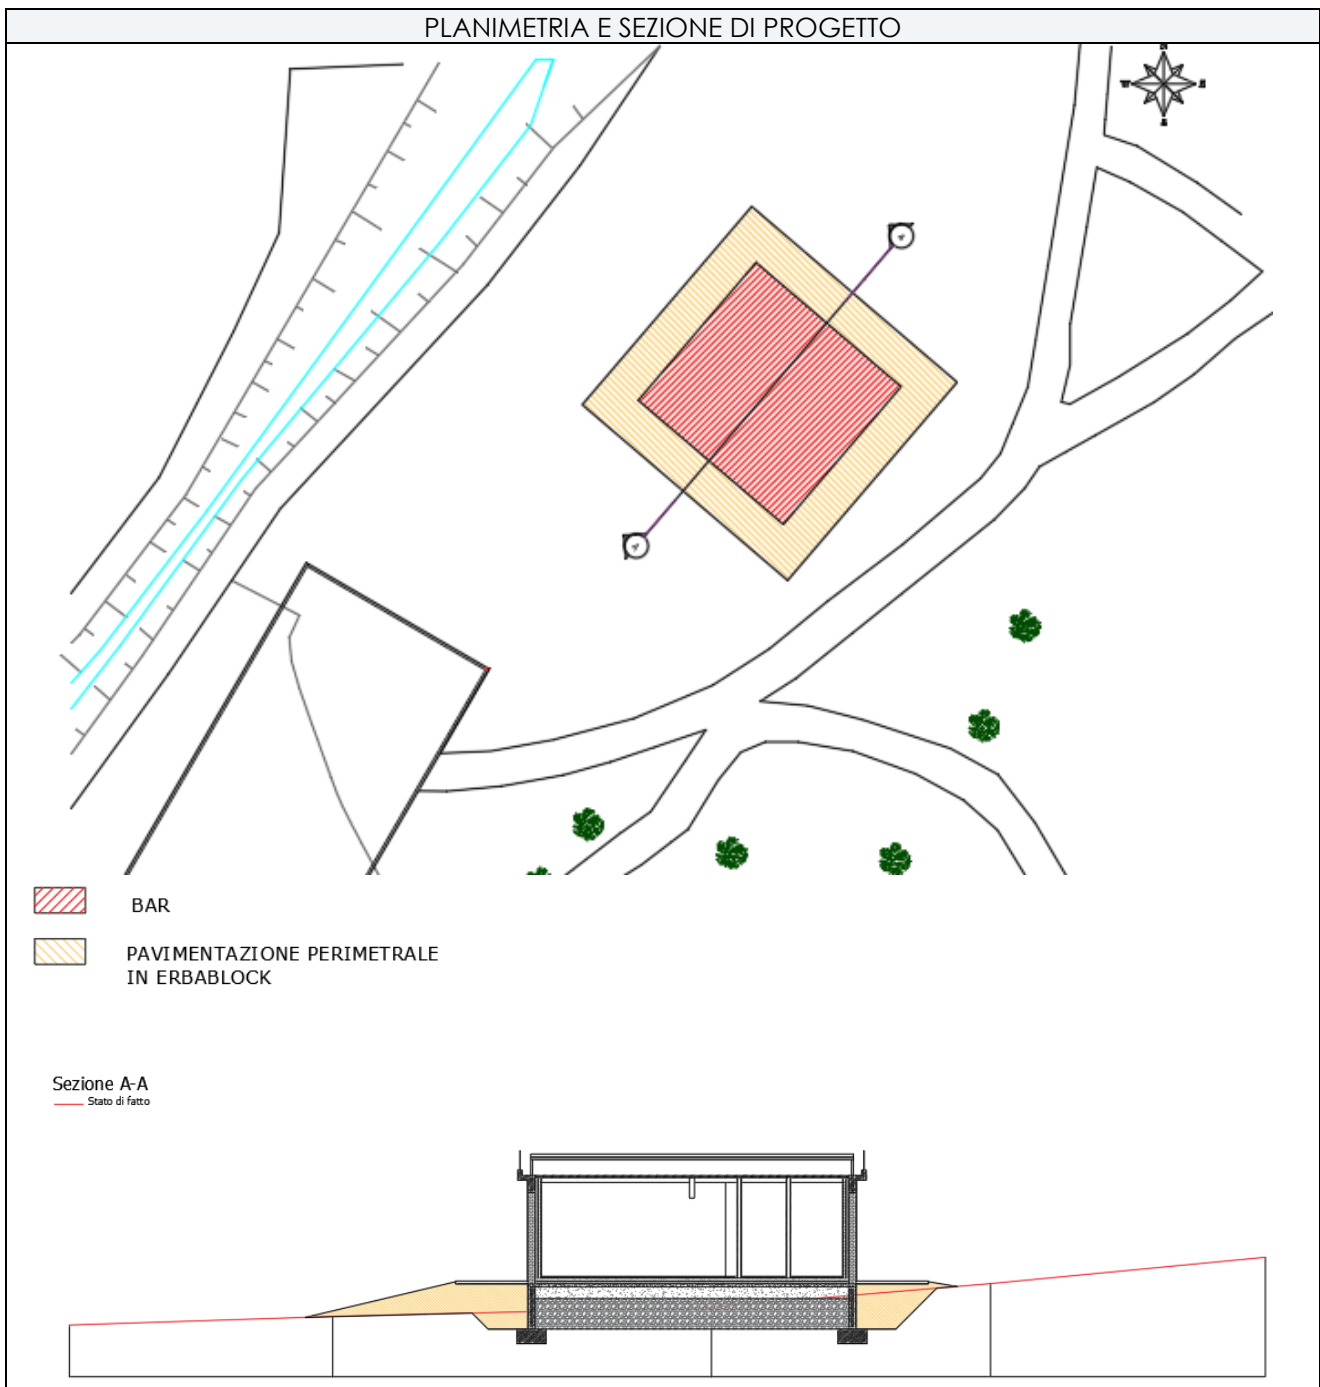 PLANIMETRIA E SEZIONE DI PROGETTO
N
W
S
A
A
BAR
PAVIMENTAZIONE PERIMETRALE
IN ERBABLOCK
Sezione A-A
Stato di fatto